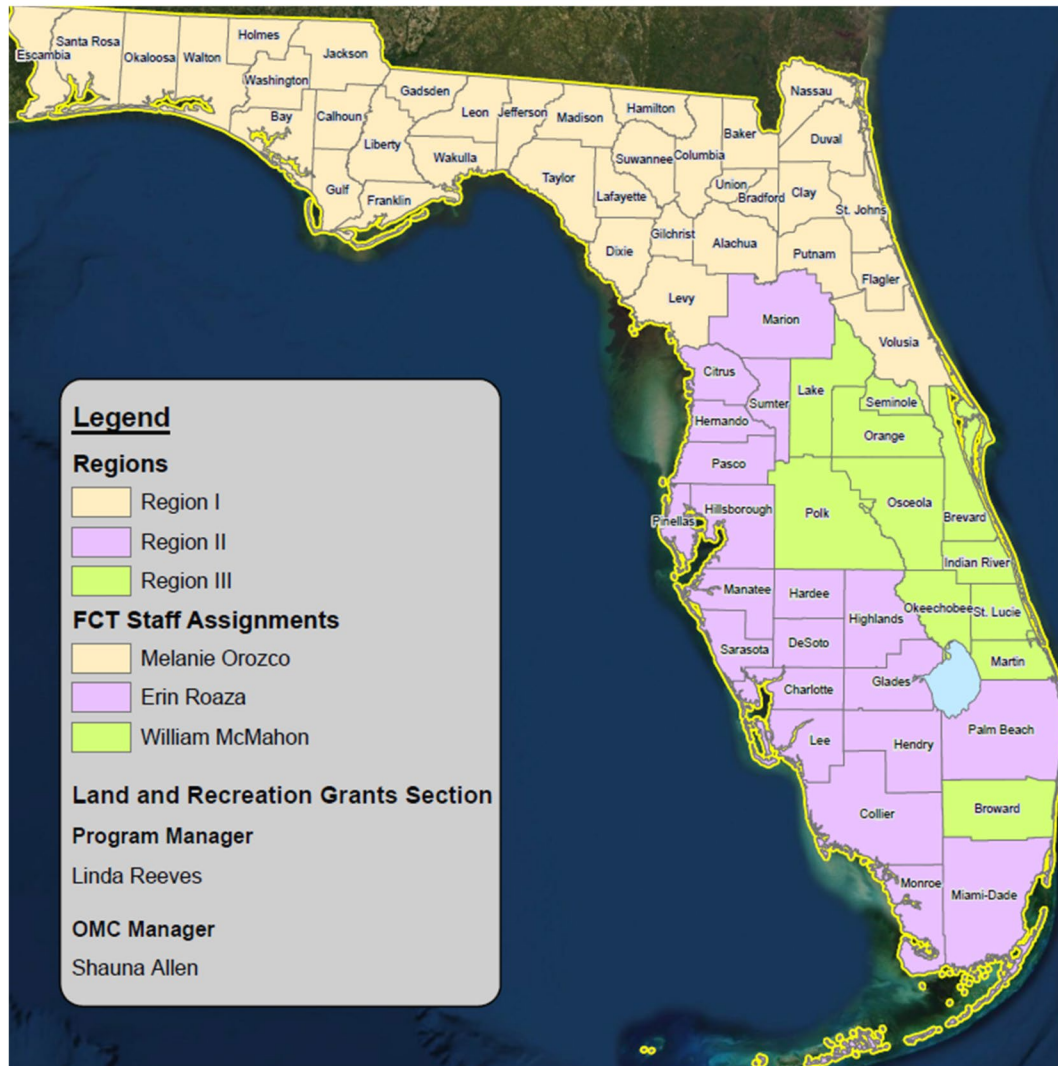 Santa Rosa
Holmes
Jackson
Escambia
Okaloosa
Walton
Washington
Gadsden
Nassau
Bay
Calhoun
Leon
Jefferson
Madison
Hamilton
Baker
Duval
Liberty
Wakulla
Suwannee
Columbia
Gulf
Franklin
Taylor
Lafayette
Union
Bradford
Clay
St. Johns
Gilchrist
Alachua
Dixie
Putnam
Flagler
Levy
Marion
Volusia
Citrus
Sumter
Lake
Seminole
Hernando
Orange
Pasco
Hillsborough
Pinellas
Polk
Osceola
Brevard
Indian River
Manatee
Hardee
Highlands
Okeechobee
St. Lucie
Sarasota
DeSoto
Martin
Charlotte
Glades
Lee
Hendry
Palm Beach
Collier
Broward
Monroe
Miami-Dade
Legend
Regions
Region I
Region II
Region III
FCT Staff Assignments
Melanie Orozco
Erin Roaza
William McMahon
Land and Recreation Grants Section
Program Manager
Linda Reeves
OMC Manager
Shauna Allen